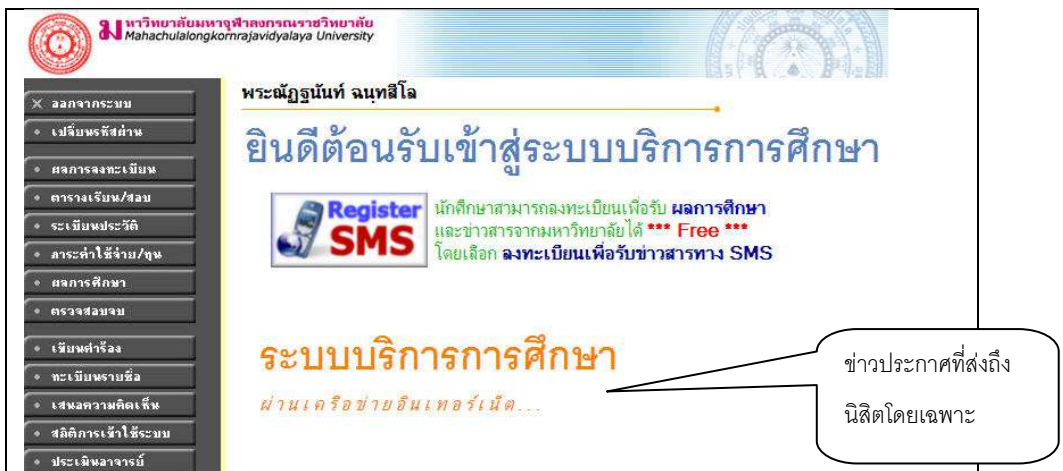 มหาวิทยาลัยมหาจุฬาลงกรณราชวิทยาลัย
Mahachulalongkornrajavidyalaya University
พระณัฏฐนันท์ ฉนฺทสีโล
ออกจากระบบ
เปลี่ยนรหัสผ่าน
ผลการลงทะเบียน
ตารางเรียน/สอบ
ระเบียนประวัติ
ภาระค่าใช้จ่าย/ทุน
ผลการศึกษา
ตรวจสอบจบ
เขียนคำร้อง
ทะเบียนรายชื่อ
เสนอความคิดเห็น
สถิติการเข้าใช้ระบบ
ประเมินอาจารย์
ยินดีต้อนรับเข้าสู่ระบบบริการการศึกษา
Register
SMS
นักศึกษาสามารถลงทะเบียนเพื่อรับ ผลการศึกษา
และข่าวสารจากมหาวิทยาลัยได้ *** Free ***
โดยเลือก ลงทะเบียนเพื่อรับข่าวสารทาง SMS
ระบบบริการการศึกษา
ผ่านเครือข่ายอินเทอร์เน็ต...
ข่าวประกาศที่ส่งถึง
นิสิตโดยเฉพาะ